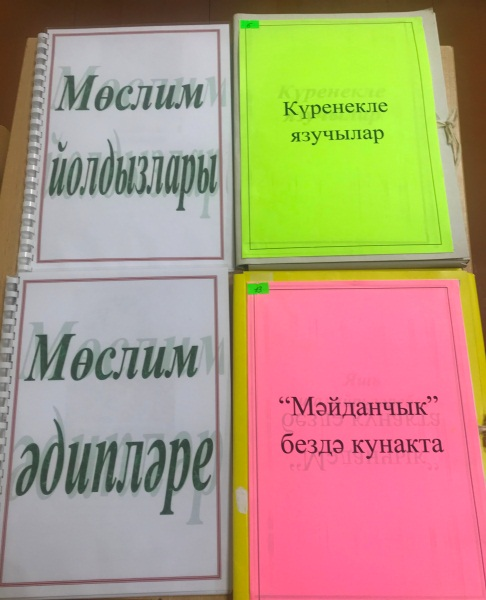 Мөслим
йолдызлары
Күренекле
язучылар
Мөслим
әдипләре
“Мәйданчык”
бездә кунакта